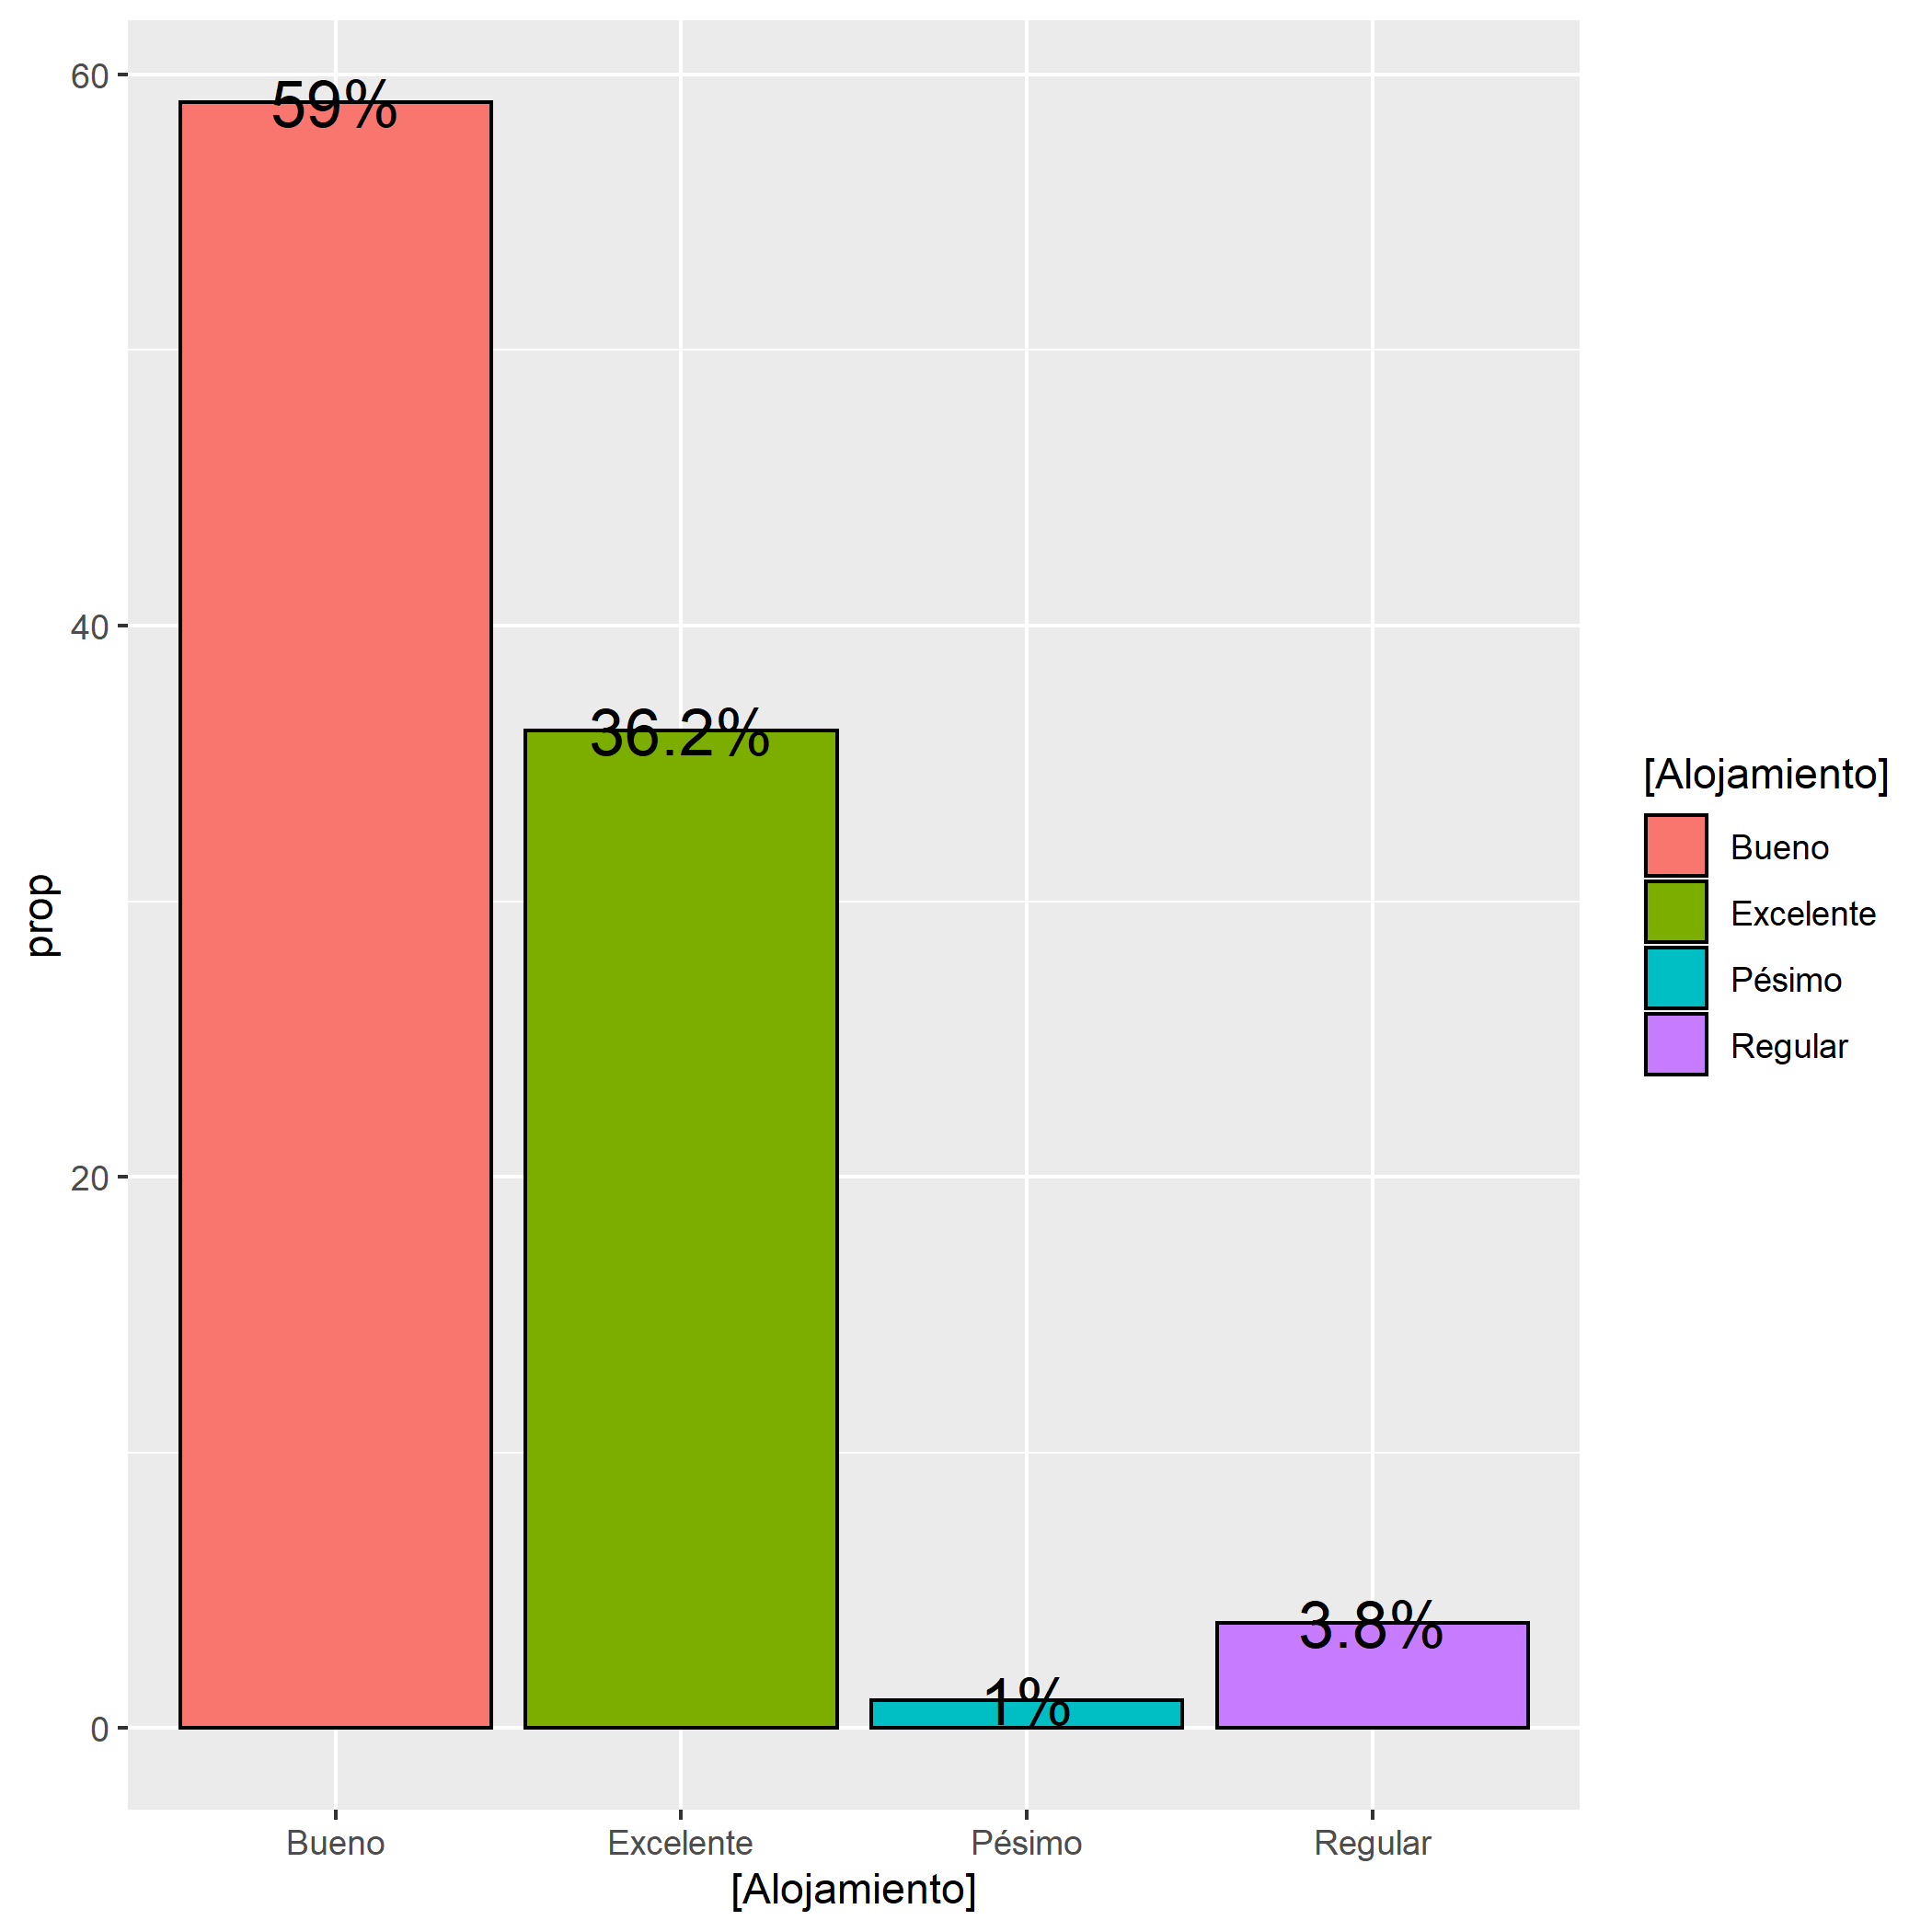 60
40
20
0
prop
59%
36.2%
1%
3.8%
Bueno
Excelente
Pésimo
Regular
[Alojamiento]
[Alojamiento]
Bueno
Excelente
Pésimo
Regular